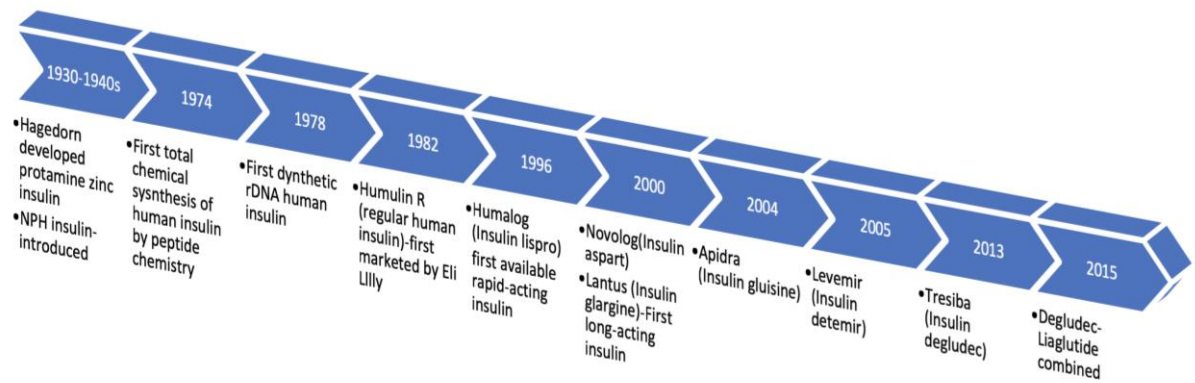 1930-1940s
•Hagedorn
developed
protamine zinc
insulin
•NPH insulin-
introduced
1974
•First total
chemical
sysnthesis of
human insulin
by peptide
chemistry
1978
•First dynthetic
rDNA human
insulin
1982
•Humulin R
(regular human
insulin)-first
marketed by Eli
LIlly
1996
•Humalog
(Insulin lispro)
first available
rapid-acting
insulin
2000
•Novolog(Insulin
aspart)
•Lantus (Insulin
glargine)-First
long-acting
insulin
2004
•Apidra
(Insulin gluisine)
2005
•Levemir
(Insulin
detemir)
2013
•Tresiba
(Insulin
degludec)
2015
•Degludec-
Liaglutide
combined